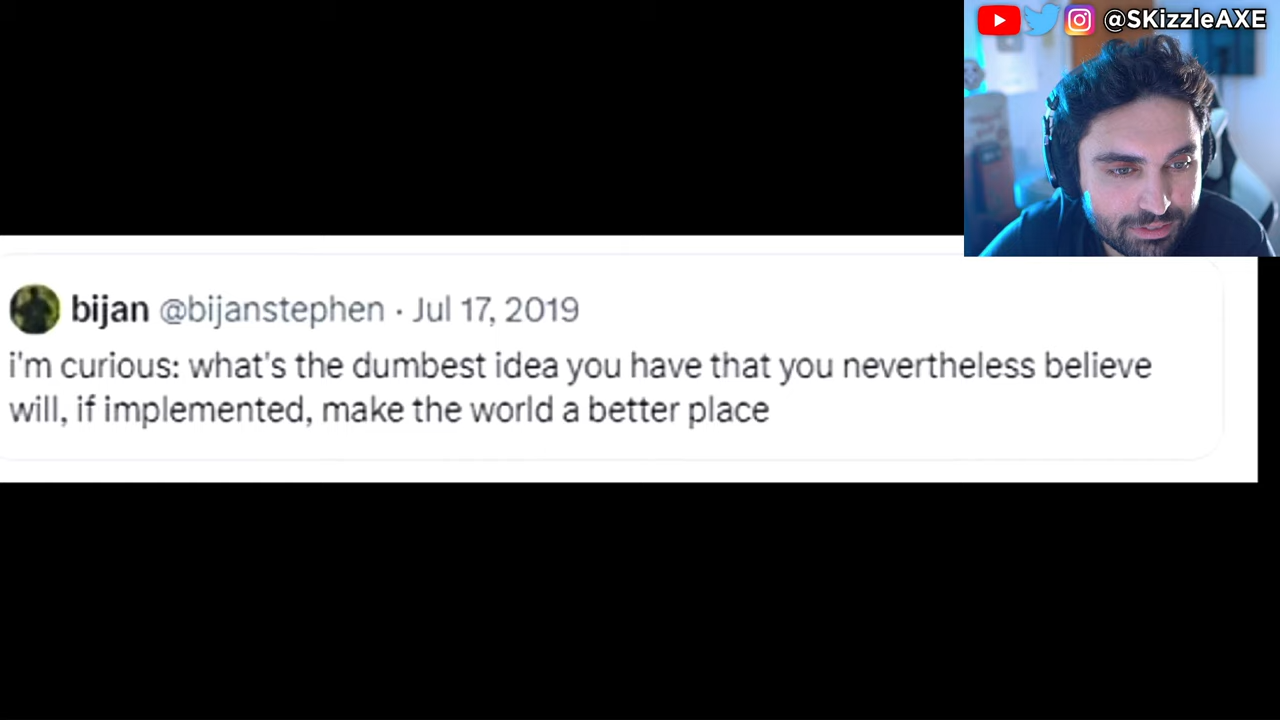 @SKizzleAXE
bijan @bijanstephen · Jul 17, 2019
i'm curious: what's the dumbest idea you have that you nevertheless believe
will, if implemented, make the world a better place